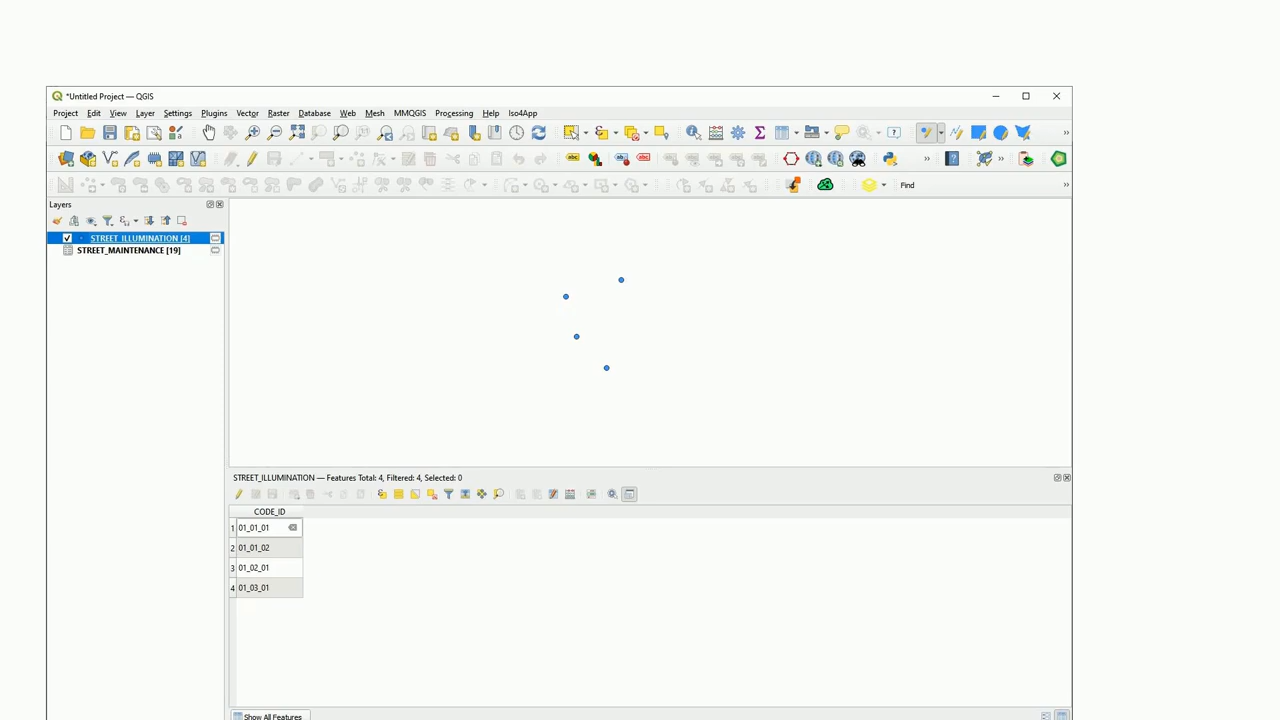 *Untitled Project — QGIS
Project Edit View Layer Settings Plugins Vector Raster Database Web Mesh MMQGIS Processing Help Iso4App
Find
Layers
STREET_ILLUMINATION [4]
STREET_MAINTENANCE [19]
STREET_ILLUMINATION — Features Total: 4, Filtered: 4, Selected: 0
CODE_ID
1 01_01_01
2 01_01_02
3 01_02_01
4 01_03_01
Show All Features